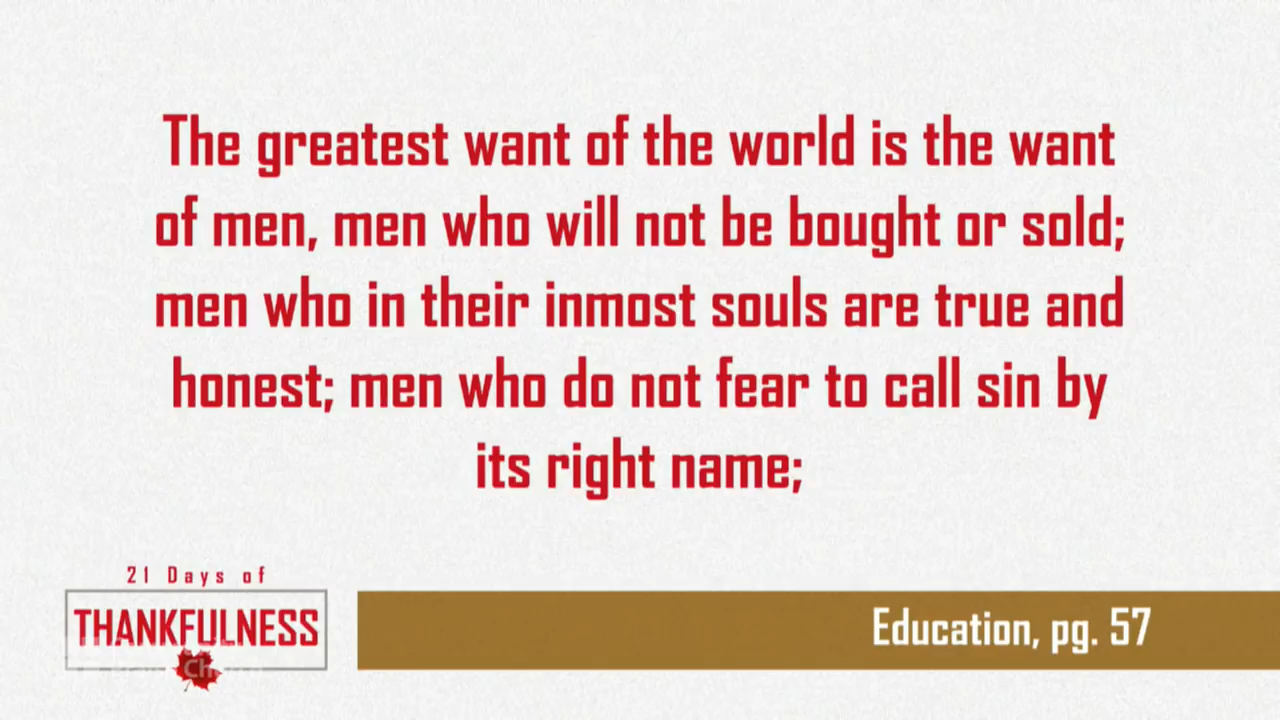 The greatest want of the world is the want
of men, men who will not be bought or sold;
men who in their inmost souls are true and
honest; men who do not fear to call sin by
its right name;
21 Days of
THANKFULNESS
Education, pg. 57